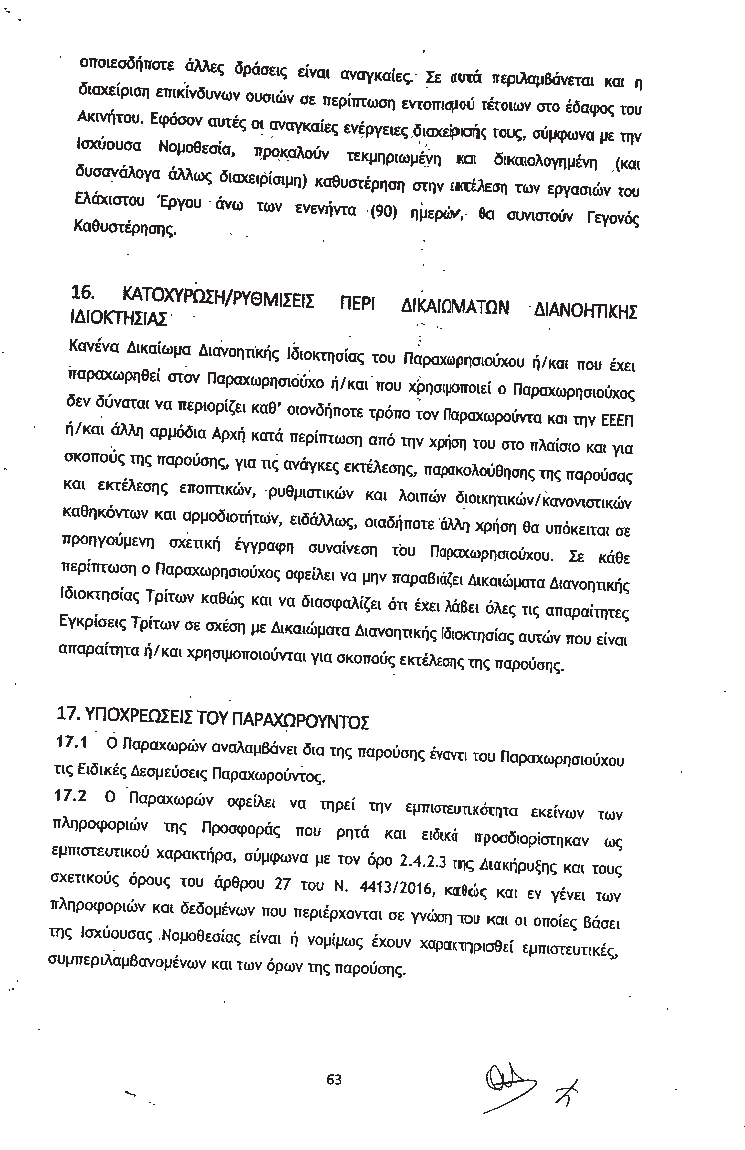 οποιεσδήποτε άλλες δράσεις είναι αναγκαίες. Σε αυτά περιλαμβάνεται και η
διαχείριση επικίνδυνων ουσιών σε περίπτωση εντοπισμού τέτοιων στο έδαφος του
Ακινήτου. Εφόσον αυτές οι αναγκαίες ενέργειες διαχείρισής τους, σύμφωνα με την
Ισχύουσα Νομοθεσία, προκαλούν τεκμηριωμένη και δικαιολογημένη (και
δυσανάλογα άλλως διαχειρίσιμη) καθυστέρηση στην εκτέλεση των εργασιών του
Ελάχιστου Έργου άνω των ενενήντα (90) ημερών, θα συνιστούν Γεγονός
Καθυστέρησης.
16. ΚΑΤΟΧΥΡΩΣΗ/ΡΥΘΜΙΣΕΙΣ ΠΕΡΙ ΔΙΚΑΙΩΜΑΤΩΝ ΔΙΑΝΟΗΤΙΚΗΣ
ΙΔΙΟΚΤΗΣΙΑΣ
Κανένα Δικαίωμα Διανοητικής Ιδιοκτησίας του Παραχωρησιούχου ή/και που έχει
παραχωρηθεί στον Παραχωρησιούχο ή/και που χρησιμοποιεί ο Παραχωρησιούχος
δεν δύναται να περιορίζει καθ' οιονδήποτε τρόπο τον Παραχωρούντα και την ΕΕΕΠ
ή/και άλλη αρμόδια Αρχή κατά περίπτωση από την χρήση του στο πλαίσιο και για
σκοπούς της παρούσης, για τις ανάγκες εκτέλεσης, παρακολούθησης της παρούσας
και εκτέλεσης εποπτικών, ρυθμιστικών και λοιπών διοικητικών/κανονιστικών
καθηκόντων και αρμοδιοτήτων, ειδάλλως, οιαδήποτε άλλη χρήση θα υπόκειται σε
προηγούμενη σχετική έγγραφη συναίνεση του Παραχωρησιούχου. Σε κάθε
περίπτωση ο Παραχωρησιούχος οφείλει να μην παραβιάζει Δικαιώματα Διανοητικής
Ιδιοκτησίας Τρίτων καθώς και να διασφαλίζει ότι έχει λάβει όλες τις απαραίτητες
Εγκρίσεις Τρίτων σε σχέση με Δικαιώματα Διανοητικής Ιδιοκτησίας αυτών που είναι
απαραίτητα ή/και χρησιμοποιούνται για σκοπούς εκτέλεσης της παρούσης.
17. ΥΠΟΧΡΕΩΣΕΙΣ ΤΟΥ ΠΑΡΑΧΩΡΟΥΝΤΟΣ
17.1 Ο Παραχωρών αναλαμβάνει δια της παρούσης έναντι του Παραχωρησιούχου
τις Ειδικές Δεσμεύσεις Παραχωρούντος.
17.2 Ο Παραχωρών οφείλει να τηρεί την εμπιστευτικότητα εκείνων των
πληροφοριών της Προσφοράς που ρητά και ειδικά προσδιορίστηκαν ως
εμπιστευτικού χαρακτήρα, σύμφωνα με τον όρο 2.4.2.3 της Διακήρυξης και τους
σχετικούς όρους του άρθρου 27 του Ν. 4413/2016, καθώς και εν γένει των
πληροφοριών και δεδομένων που περιέρχονται σε γνώση του και οι οποίες βάσει
της Ισχύουσας Νομοθεσίας είναι ή νομίμως έχουν χαρακτηρισθεί εμπιστευτικές,
συμπεριλαμβανομένων και των όρων της παρούσης.
63